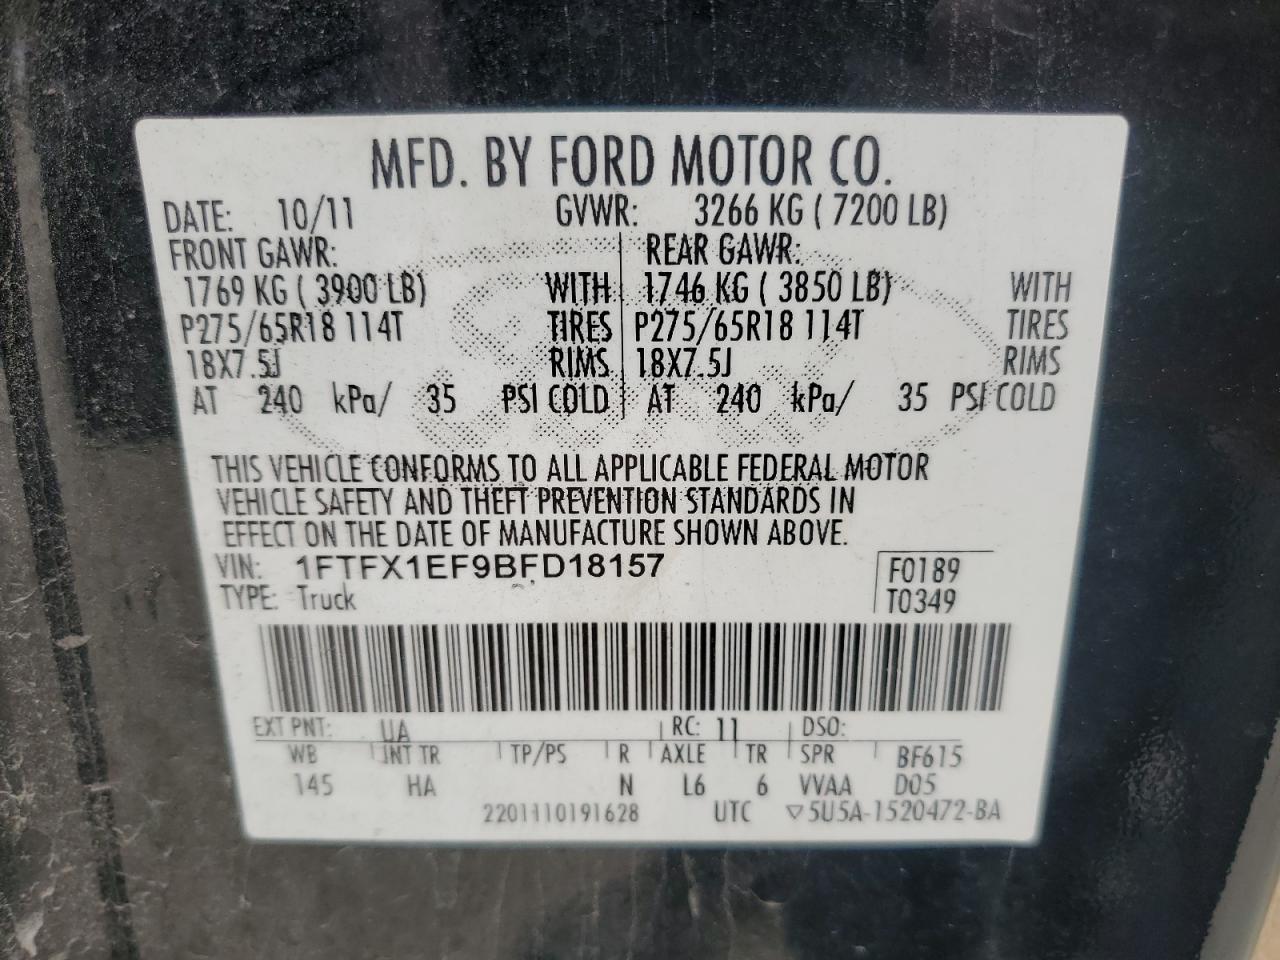 MFD. BY FORD MOTOR CO.
DATE: 10/11 GVWR: 3266 KG ( 7200 LB)
FRONT GAWR: REAR GAWR:
1769 KG ( 3900 LB) WITH 1746 KG ( 3850 LB) WITH
P275/65R18 114T TIRES P275/65R18 114T TIRES
18X7.5J RIMS 18X7.5J RIMS
AT 240 kPa/ 35 PSI COLD AT 240 kPa/ 35 PSI COLD
THIS VEHICLE CONFORMS TO ALL APPLICABLE FEDERAL MOTOR
VEHICLE SAFETY AND THEFT PREVENTION STANDARDS IN
EFFECT ON THE DATE OF MANUFACTURE SHOWN ABOVE.
VIN: 1FTFX1EF9BFD18157 F0189
TYPE: Truck T0349
EXT PNT: UA RC: 11 DSO:
WB INT TR TP/PS R AXLE TR SPR BF615
145 HA N L6 6 VVAA D05
2201110191628 UTC ▽5U5A-1520472-BA